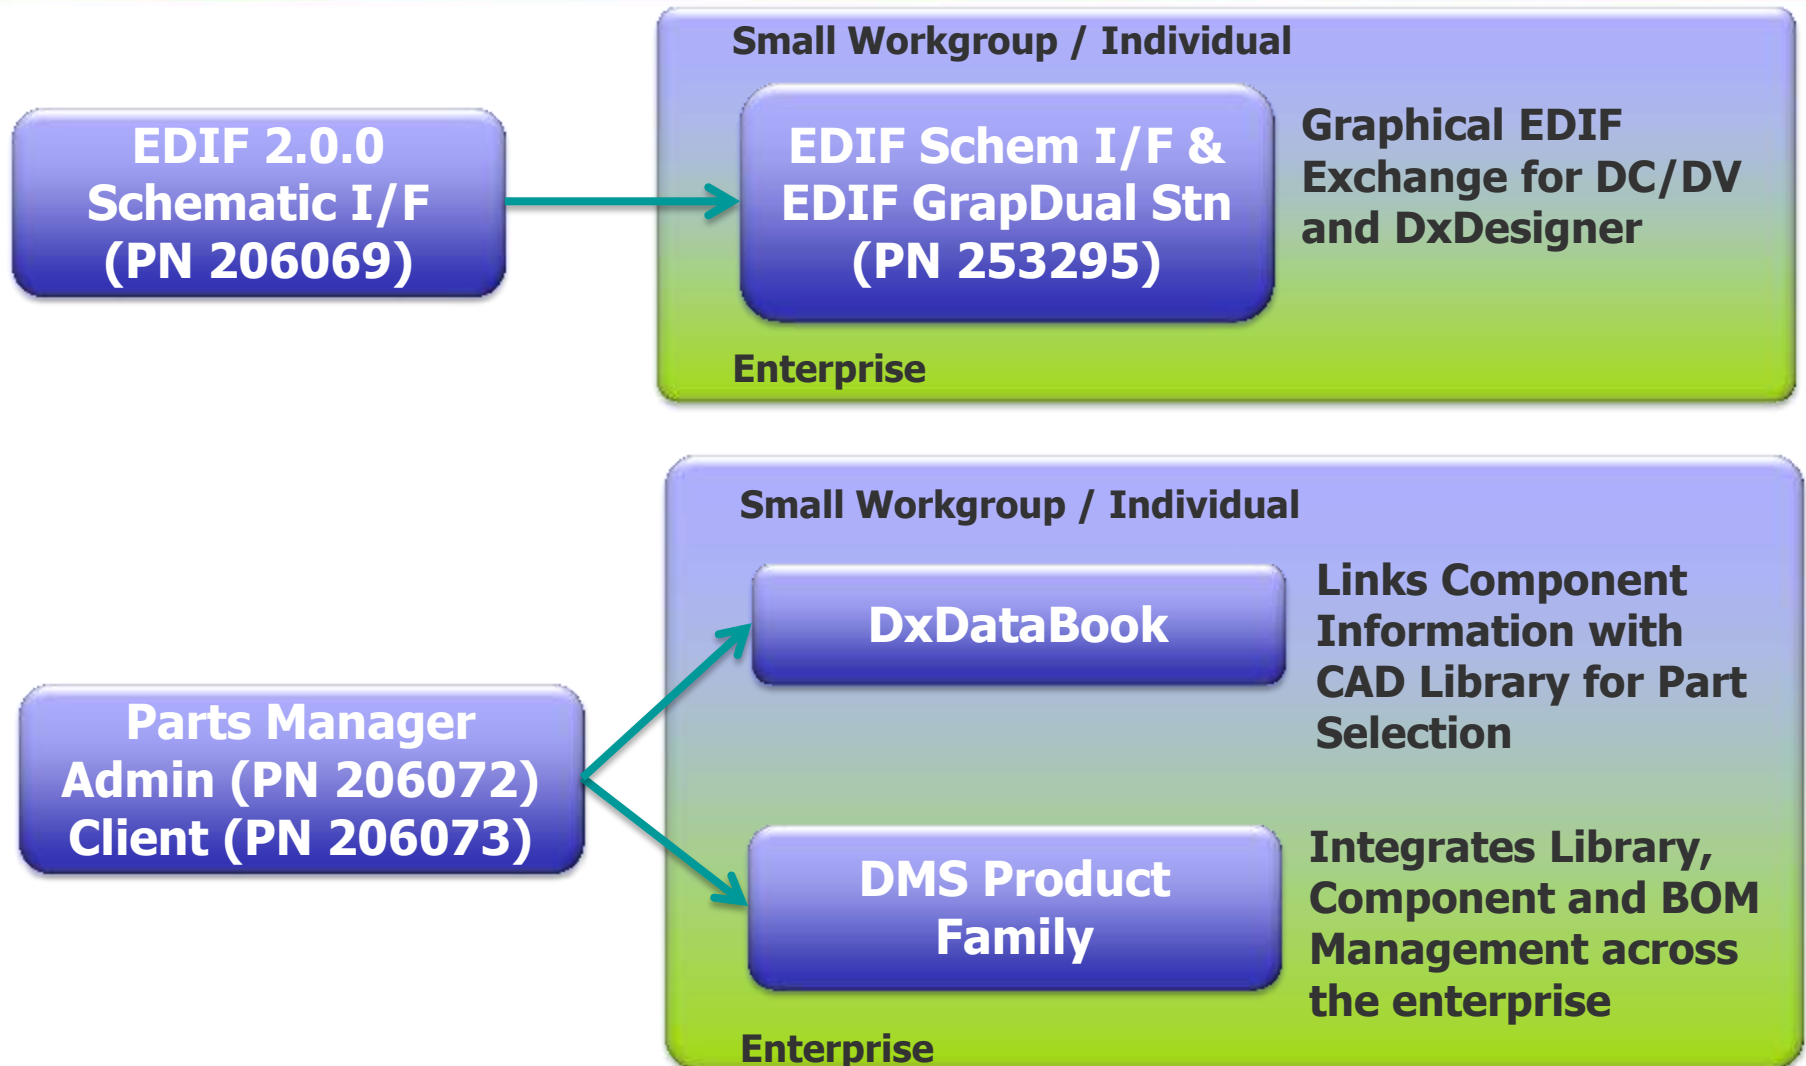 Small Workgroup / Individual
EDIF 2.0.0
Schematic I/F
(PN 206069)
EDIF Schem I/F &
EDIF GrapDual Stn
(PN 253295)
Graphical EDIF
Exchange for DC/DV
and DxDesigner
Enterprise
Small Workgroup / Individual
DxDataBook
Links Component
Information with
CAD Library for Part
Selection
Parts Manager
Admin (PN 206072)
Client (PN 206073)
DMS Product
Family
Integrates Library,
Component and BOM
Management across
the enterprise
Enterprise